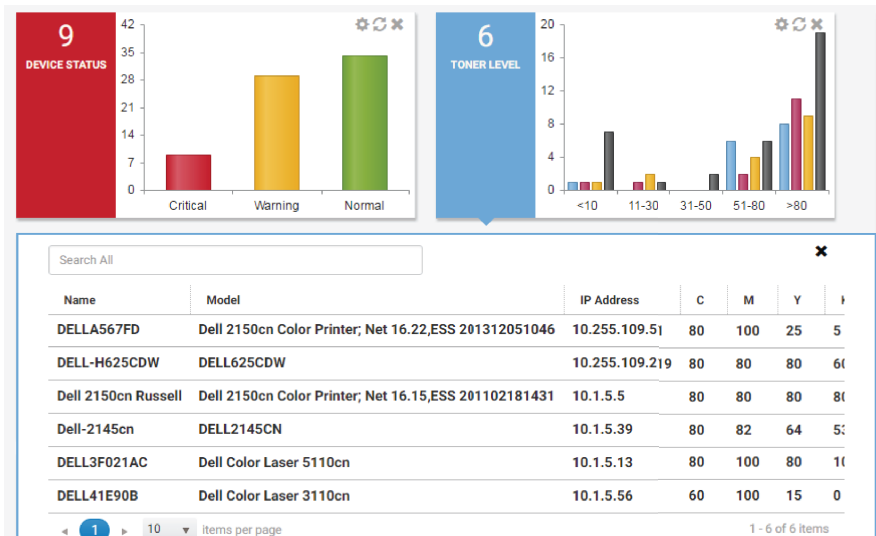 9
DEVICE STATUS
42
35
28
21
14
7
0
Critical Warning Normal
6
TONER LEVEL
20
16
12
8
4
0
<10 11-30 31-50 51-80 >80
Search All
Name Model IP Address C M Y
DELLA567FD Dell 2150cn Color Printer; Net 16.22,ESS 201312051046 10.255.109.51 80 100 25 5
DELL-H625CDW DELL625CDW 10.255.109.219 80 80 80 60
Dell 2150cn Russell Dell 2150cn Color Printer; Net 16.15,ESS 201102181431 10.1.5.5 80 80 80 80
Dell-2145cn DELL2145CN 10.1.5.39 80 82 64 53
DELL3F021AC Dell Color Laser 5110cn 10.1.5.13 80 100 80
DELL41E90B Dell Color Laser 3110cn 10.1.5.56 60 100 15 0
1 10 items per page 1 - 6 of 6 items